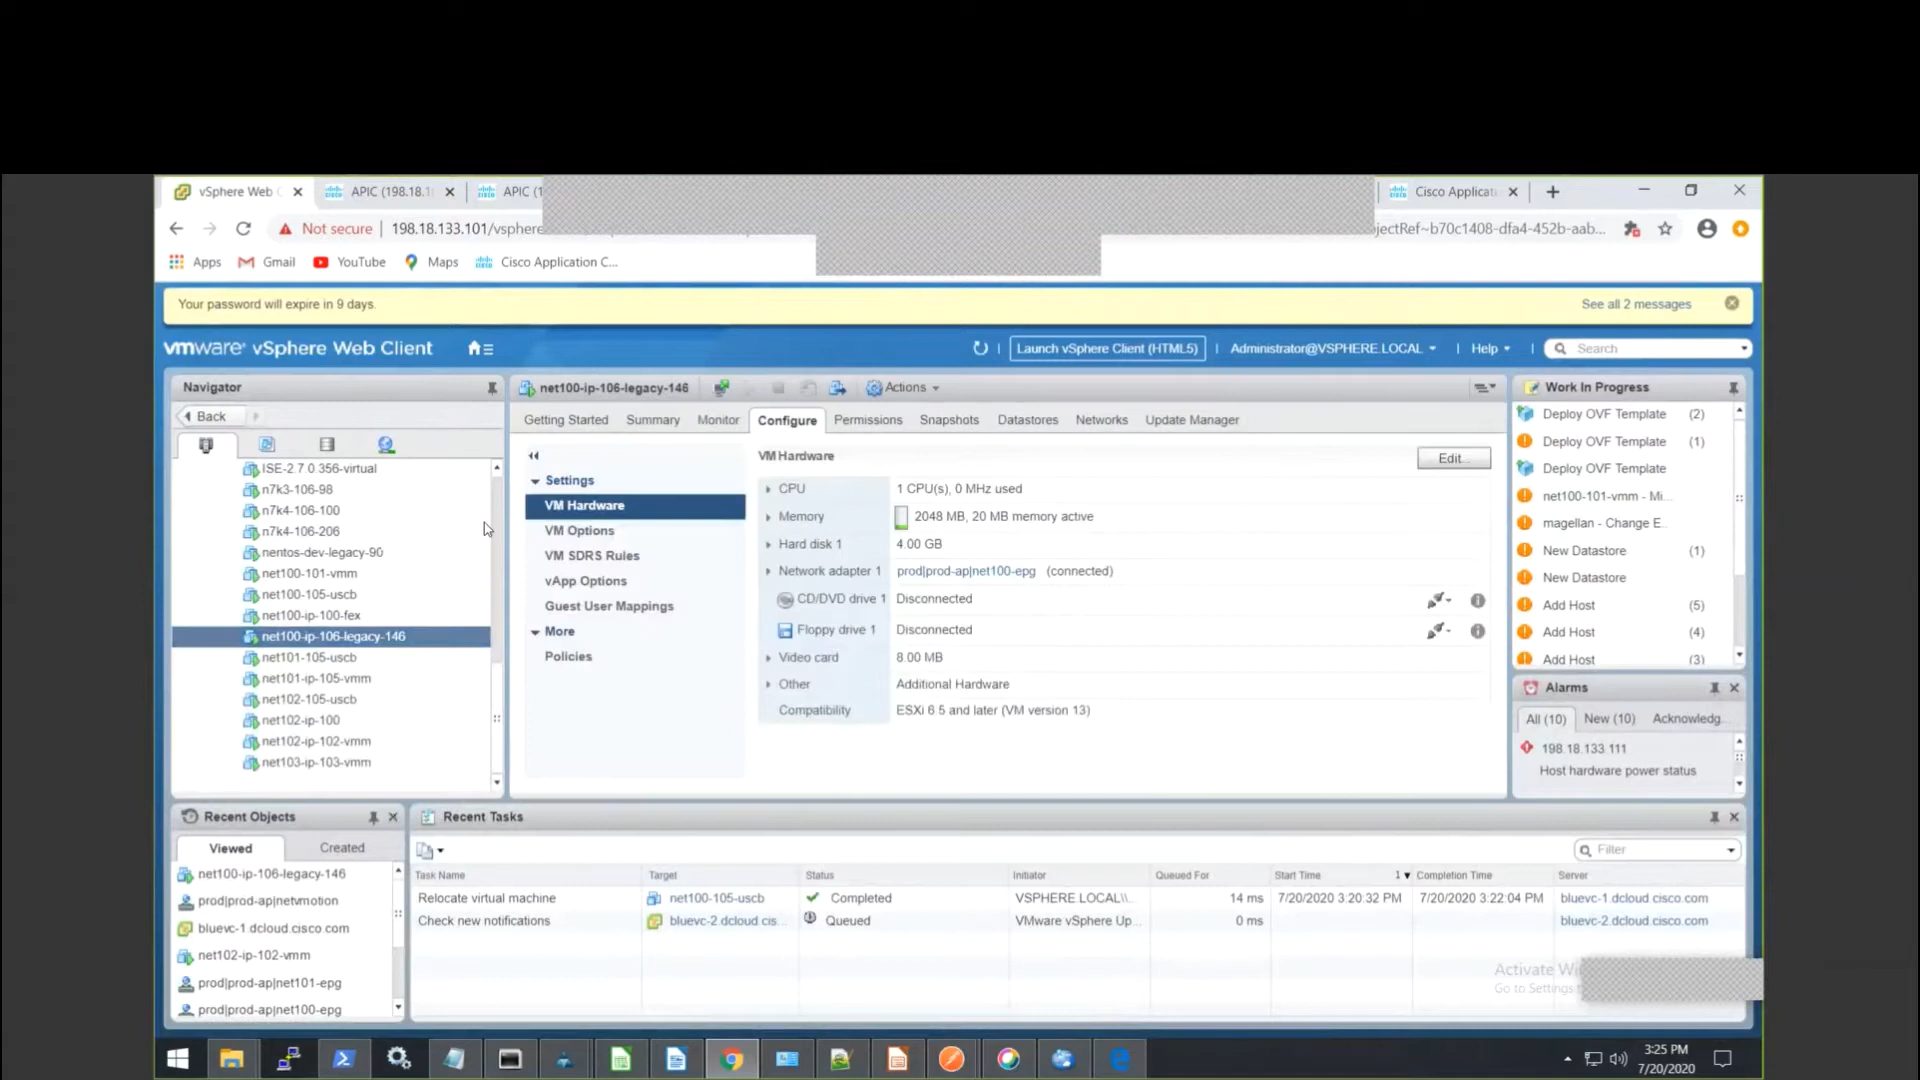 vSphere Web C
APIC (198.18.1
APIC (1
Cisco Applicati
Not secure
198.18.133.101/vsphere
jectRef~b70c1408-dfa4-452b-aab...
Apps
Gmail
YouTube
Maps
Cisco Application C...
Your password will expire in 9 days.
See all 2 messages
vmware® vSphere Web Client
Launch vSphere Client (HTML5)
Administrator@VSPHERE.LOCAL
Help
Search
Navigator
Back
ISE-2.7.0.356-virtual
n7k3-106-98
n7k4-106-100
n7k4-106-206
nentos-dev-legacy-90
net100-101-vmm
net100-105-uscb
net100-ip-100-fex
net100-ip-106-legacy-146
net101-105-uscb
net101-105-vmm
net102-105-uscb
net102-ip-100
net102-ip-102-vmm
net103-ip-103-vmm
net100-ip-106-legacy-146
Actions
Getting Started
Summary
Monitor
Configure
Permissions
Snapshots
Datastores
Networks
Update Manager
Settings
VM Hardware
VM Options
VM SDRS Rules
vApp Options
Guest User Mappings
More
Policies
VM Hardware
Edit...
CPU 1 CPU(s), 0 MHz used
Memory 2048 MB, 20 MB memory active
Hard disk 1 4.00 GB
Network adapter 1 prod|prod-ap|net100-epg (connected)
CD/DVD drive 1 Disconnected
Floppy drive 1 Disconnected
Video card 8.00 MB
Other Additional Hardware
Compatibility ESXi 6.5 and later (VM version 13)
Work In Progress
Deploy OVF Template (2)
Deploy OVF Template (1)
Deploy OVF Template
net100-101-vmm - Mi...
magellan - Change E...
New Datastore (1)
New Datastore
Add Host (5)
Add Host (4)
Add Host (3)
Alarms
All (10)
New (10)
Acknowledg...
198.18.133.111
Host hardware power status
Recent Objects
Viewed
Created
net100-ip-106-legacy-146
prod|prod-ap|netvmotion
bluevc-1.dcloud.cisco.com
net102-ip-102-vmm
prod|prod-ap|net101-epg
prod|prod-ap|net100-epg
Recent Tasks
Filter
Task Name Target Status Initiator Queued For Start Time 1 Completion Time Server
Relocate virtual machine net100-105-uscb Completed VSPHERE.LOCAL\\... 14 ms 7/20/2020 3:20:32 PM 7/20/2020 3:22:04 PM bluevc-1.dcloud.cisco.com
Check new notifications bluevc-2.dcloud.cis... Queued VMware vSphere Up... 0 ms bluevc-2.dcloud.cisco.com
Activate Wi
Go to Settings
3:25 PM
7/20/2020